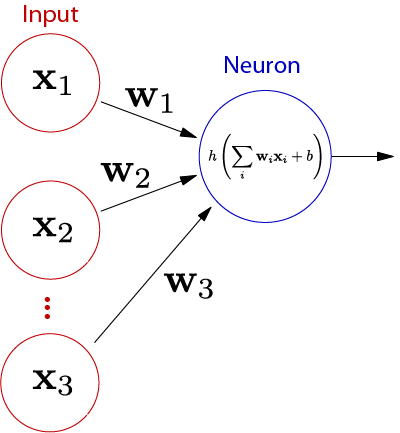 Input
x₁
w₁
Neuron
h(∑ᵢ wᵢxᵢ + b)
w₂
x₂
w₃
x₃